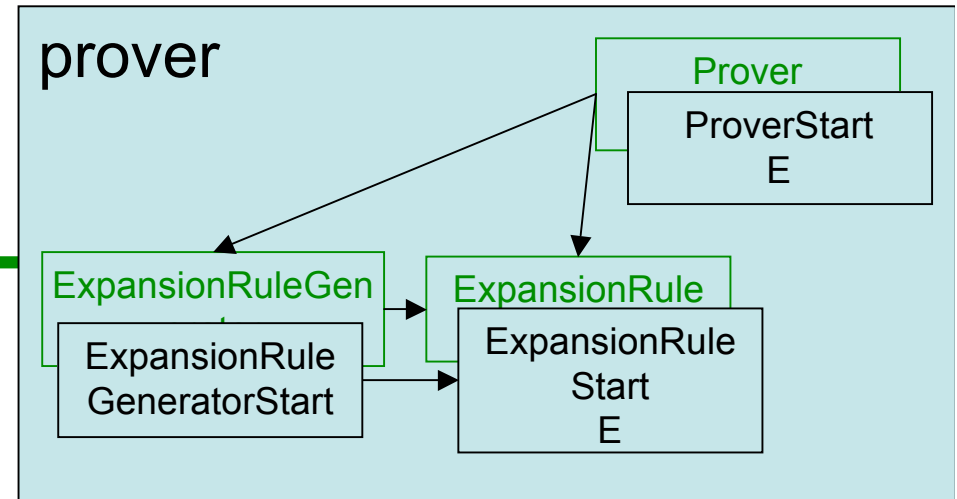 prover
Prover
ProverStart
E
ExpansionRuleGen
ExpansionRule
GeneratorStart
ExpansionRule
ExpansionRule
Start
E